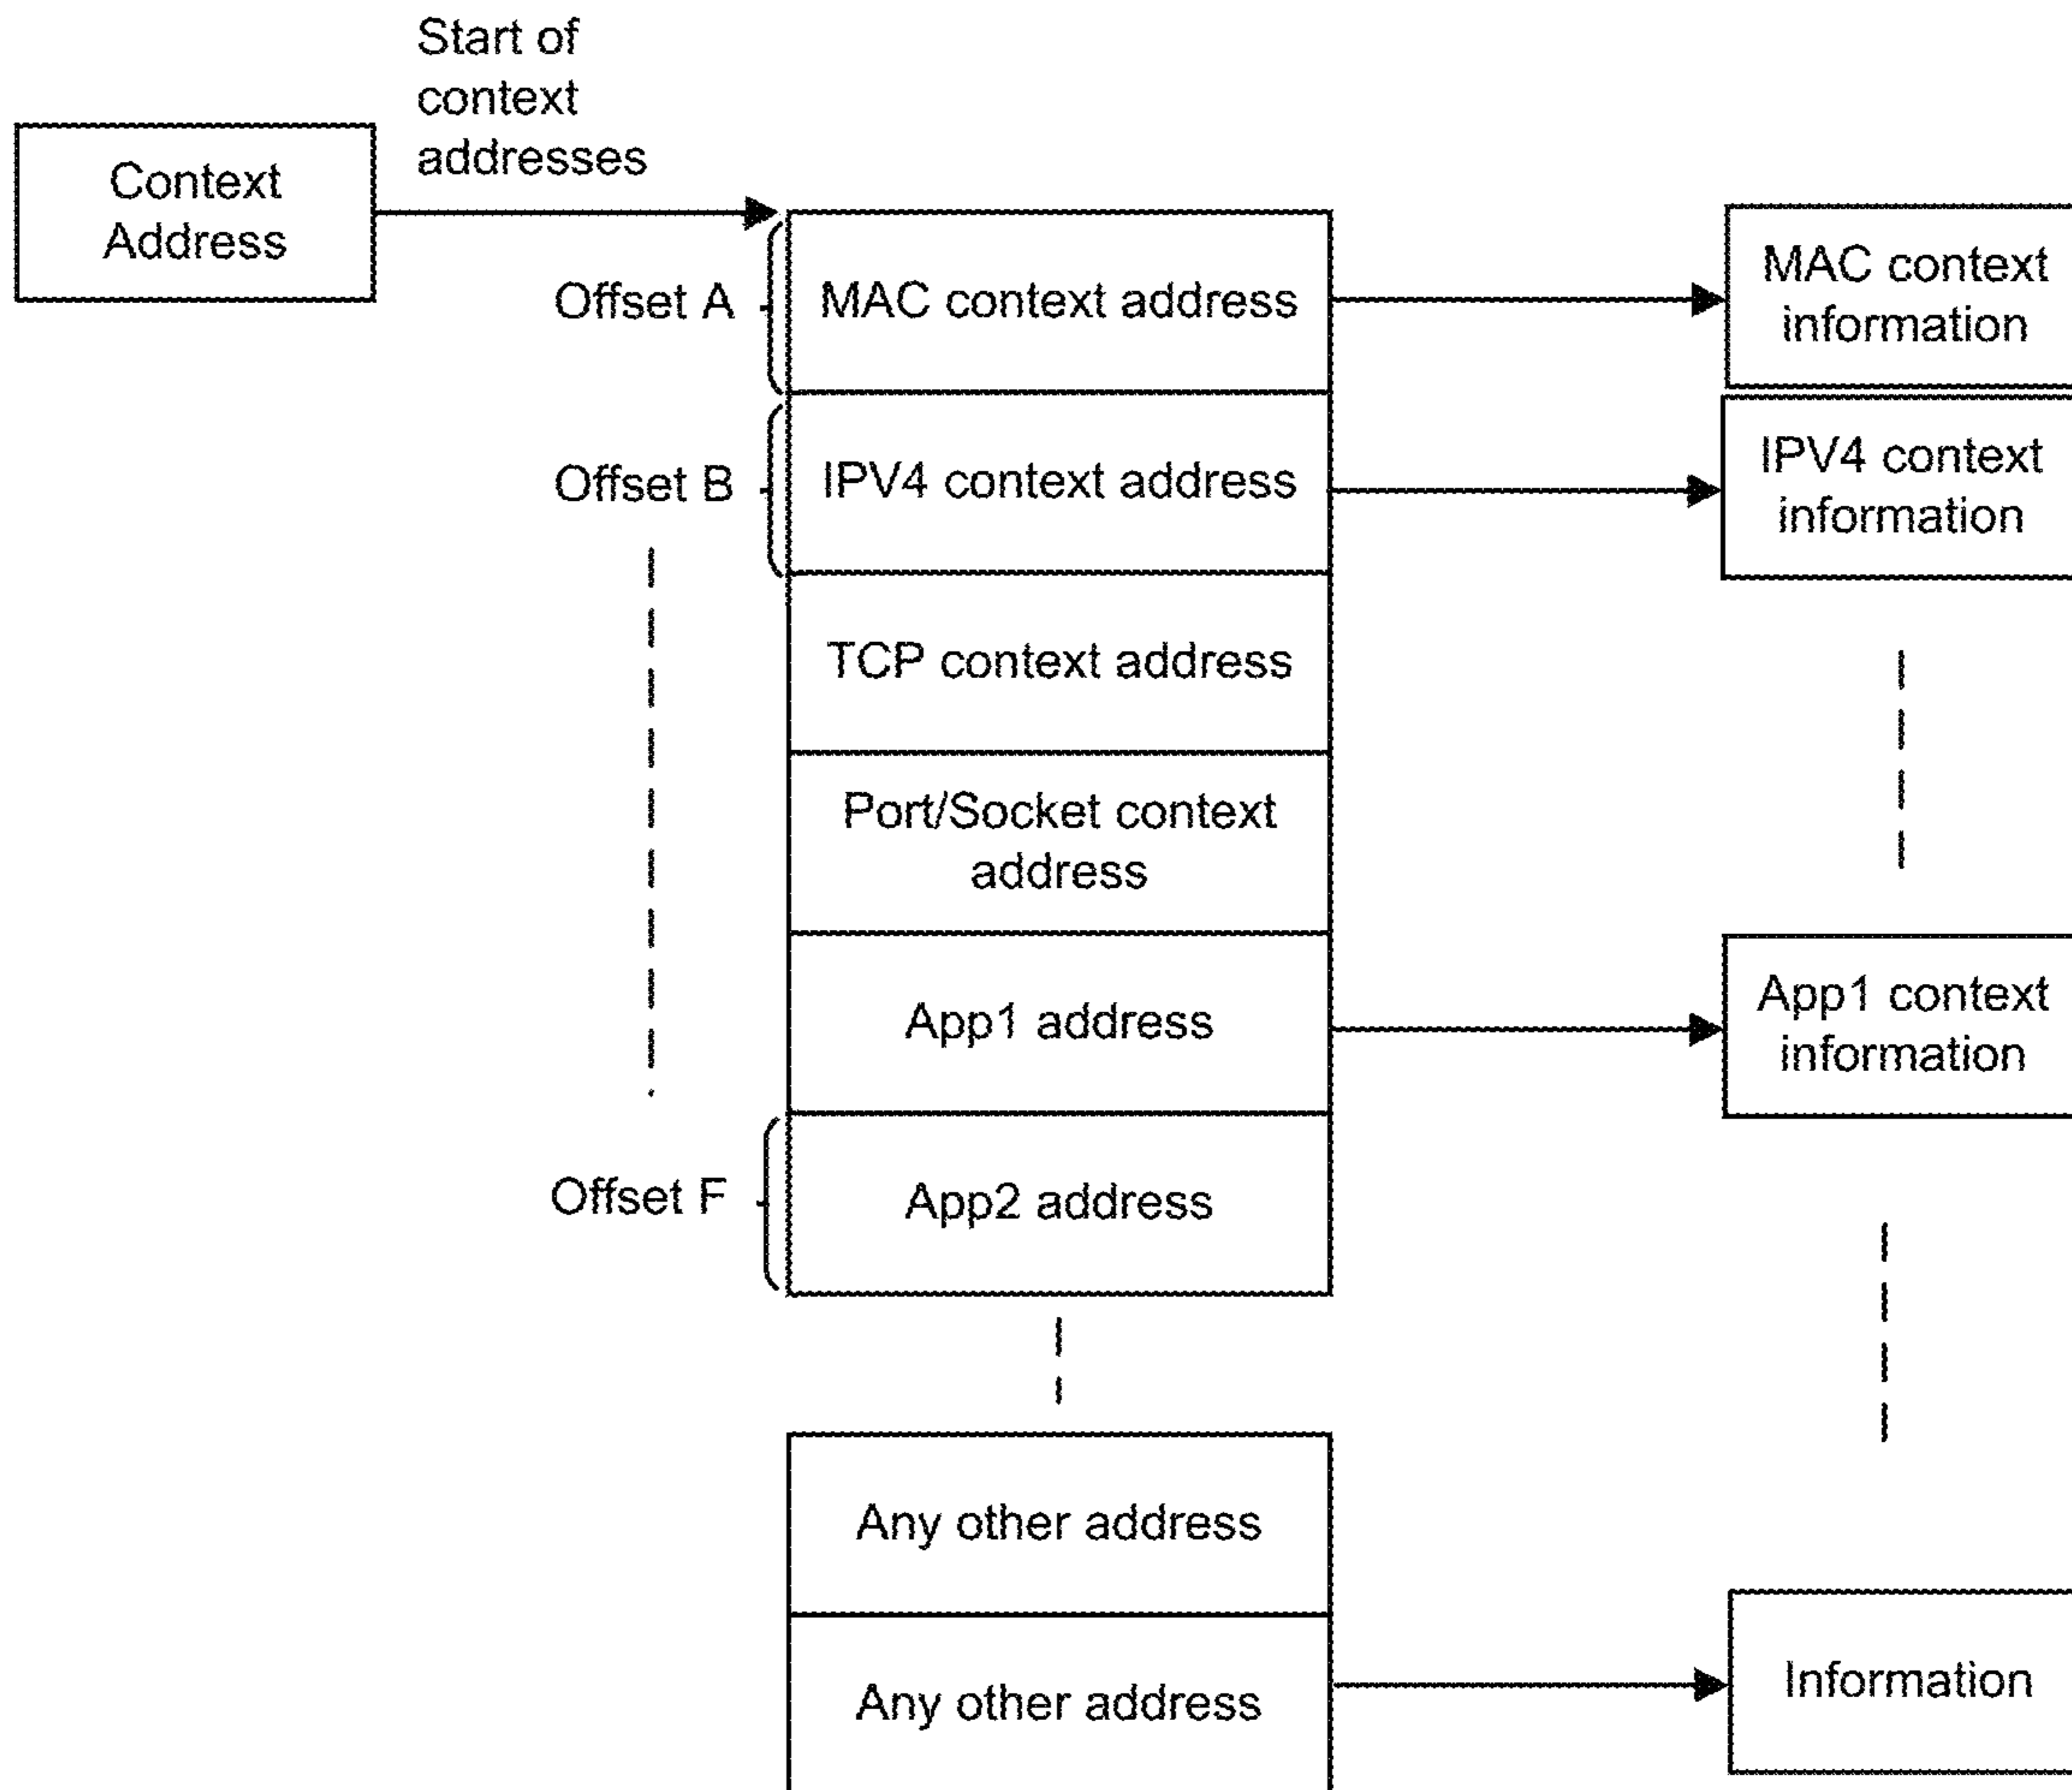 Start of
context
addresses
Context
Address
Offset A
MAC context address
MAC context
information
Offset B
IPV4 context address
IPV4 context
information
TCP context address
Port/Socket context
address
App1 address
App1 context
information
Offset F
App2 address
Any other address
Any other address
Information